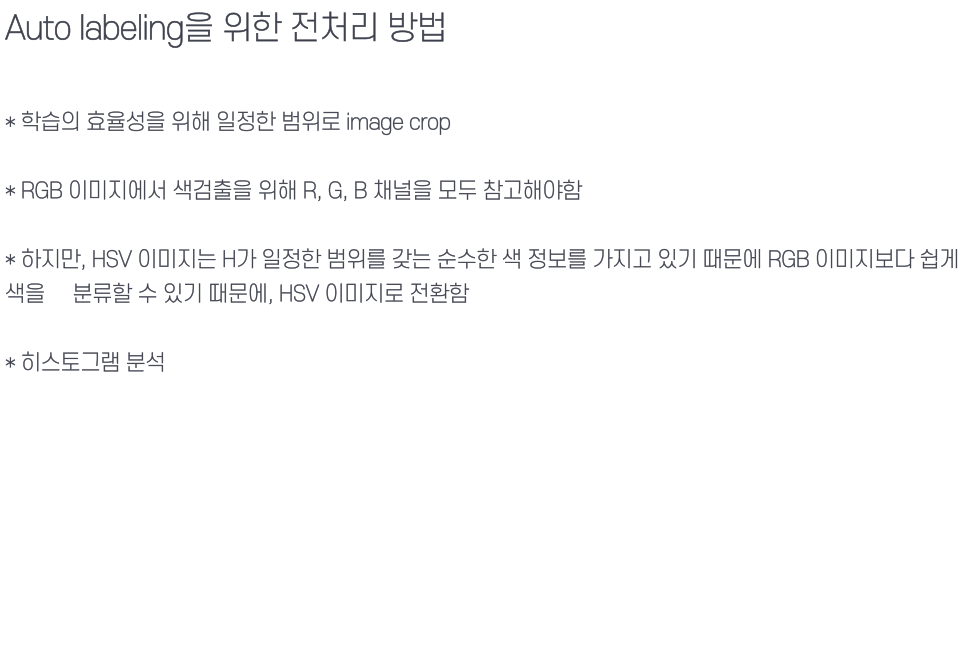 Auto labeling을 위한 전처리 방법
* 학습의 효율성을 위해 일정한 범위로 image crop
* RGB 이미지에서 색검출을 위해 R, G, B 채널을 모두 참고해야함
* 하지만, HSV 이미지는 H가 일정한 범위를 갖는 순수한 색 정보를 가지고 있기 때문에 RGB 이미지보다 쉽게
색을 분류할 수 있기 때문에, HSV 이미지로 전환함
* 히스토그램 분석